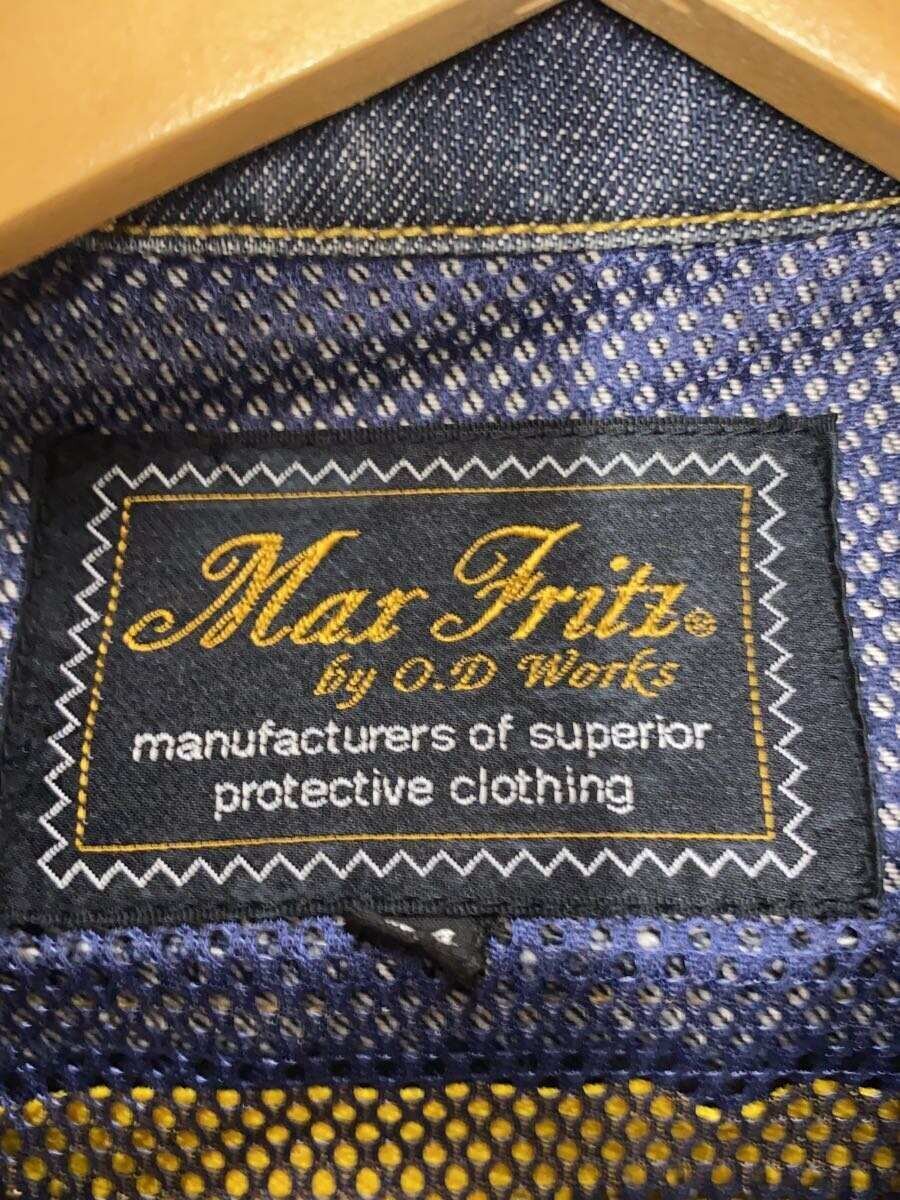 Max Fritz®
by O.D Works
manufacturers of superior
protective clothing